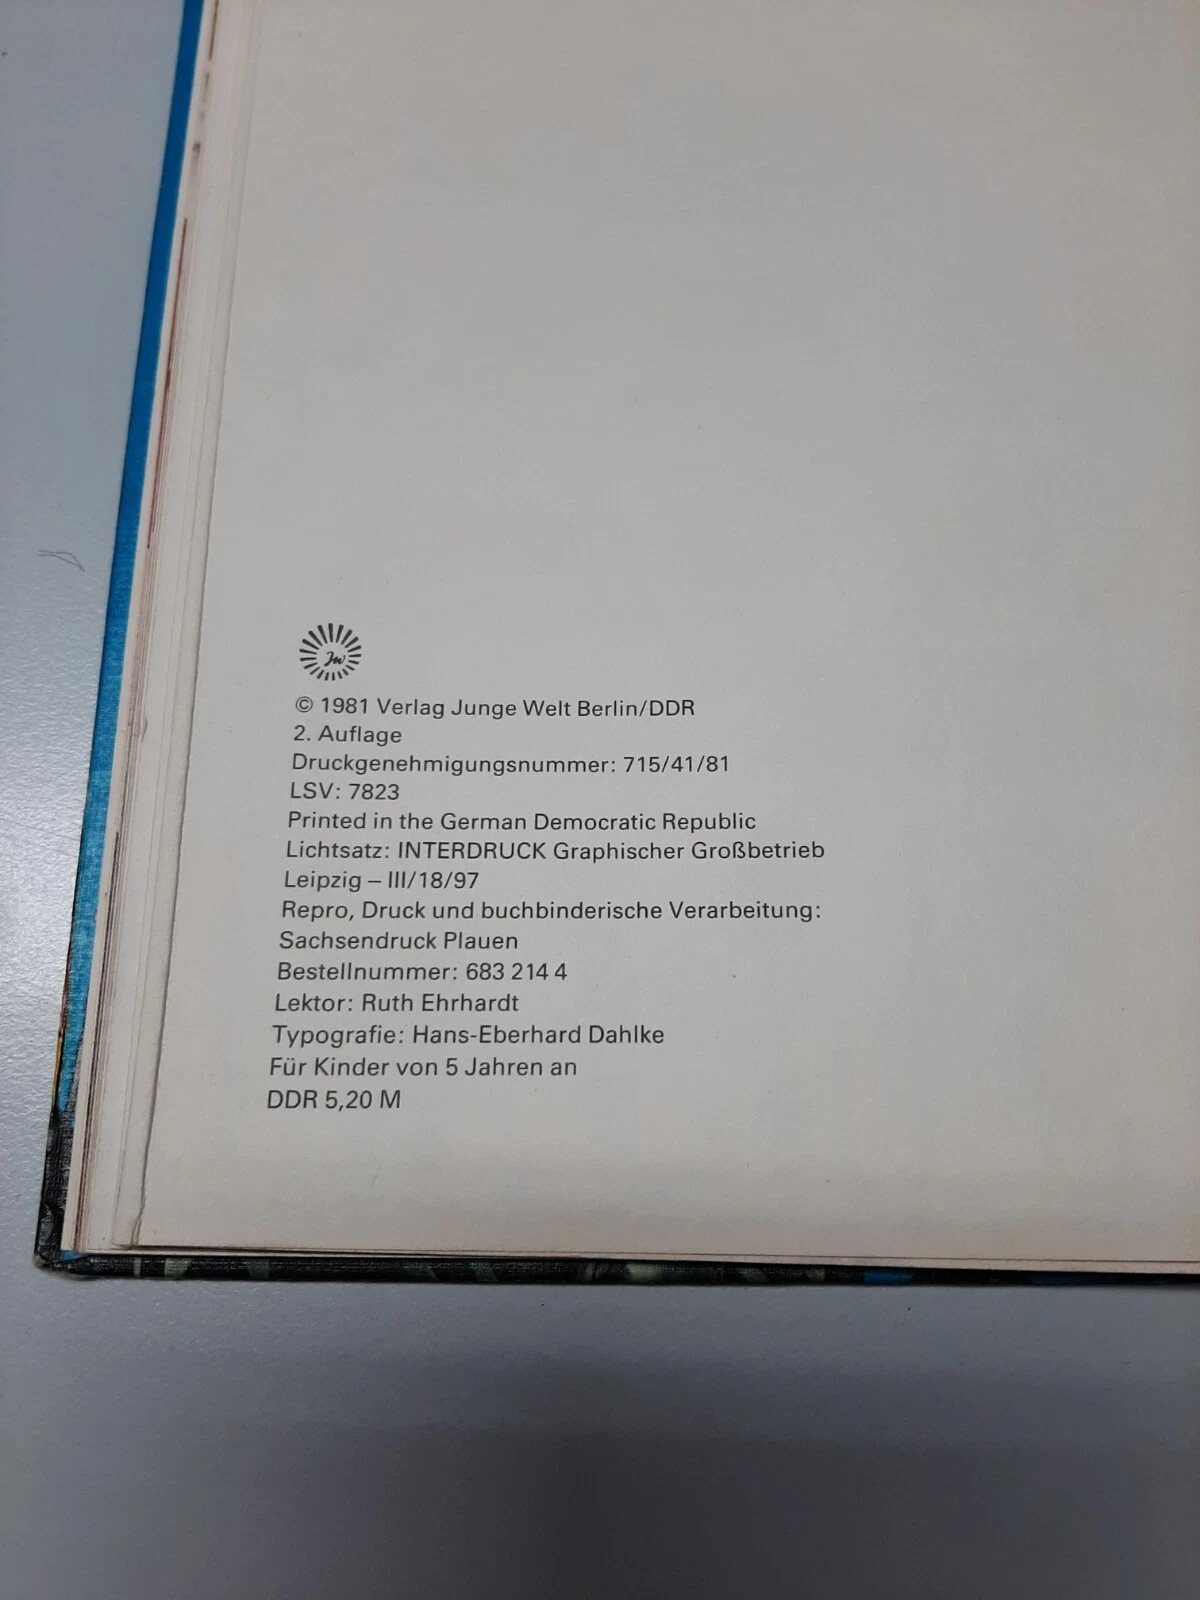 Jw
© 1981 Verlag Junge Welt Berlin/DDR
2. Auflage
Druckgenehmigungsnummer: 715/41/81
LSV: 7823
Printed in the German Democratic Republic
Lichtsatz: INTERDRUCK Graphischer Großbetrieb
Leipzig – III/18/97
Repro, Druck und buchbinderische Verarbeitung:
Sachsendruck Plauen
Bestellnummer: 683 214 4
Lektor: Ruth Ehrhardt
Typografie: Hans-Eberhard Dahlke
Für Kinder von 5 Jahren an
DDR 5,20 M